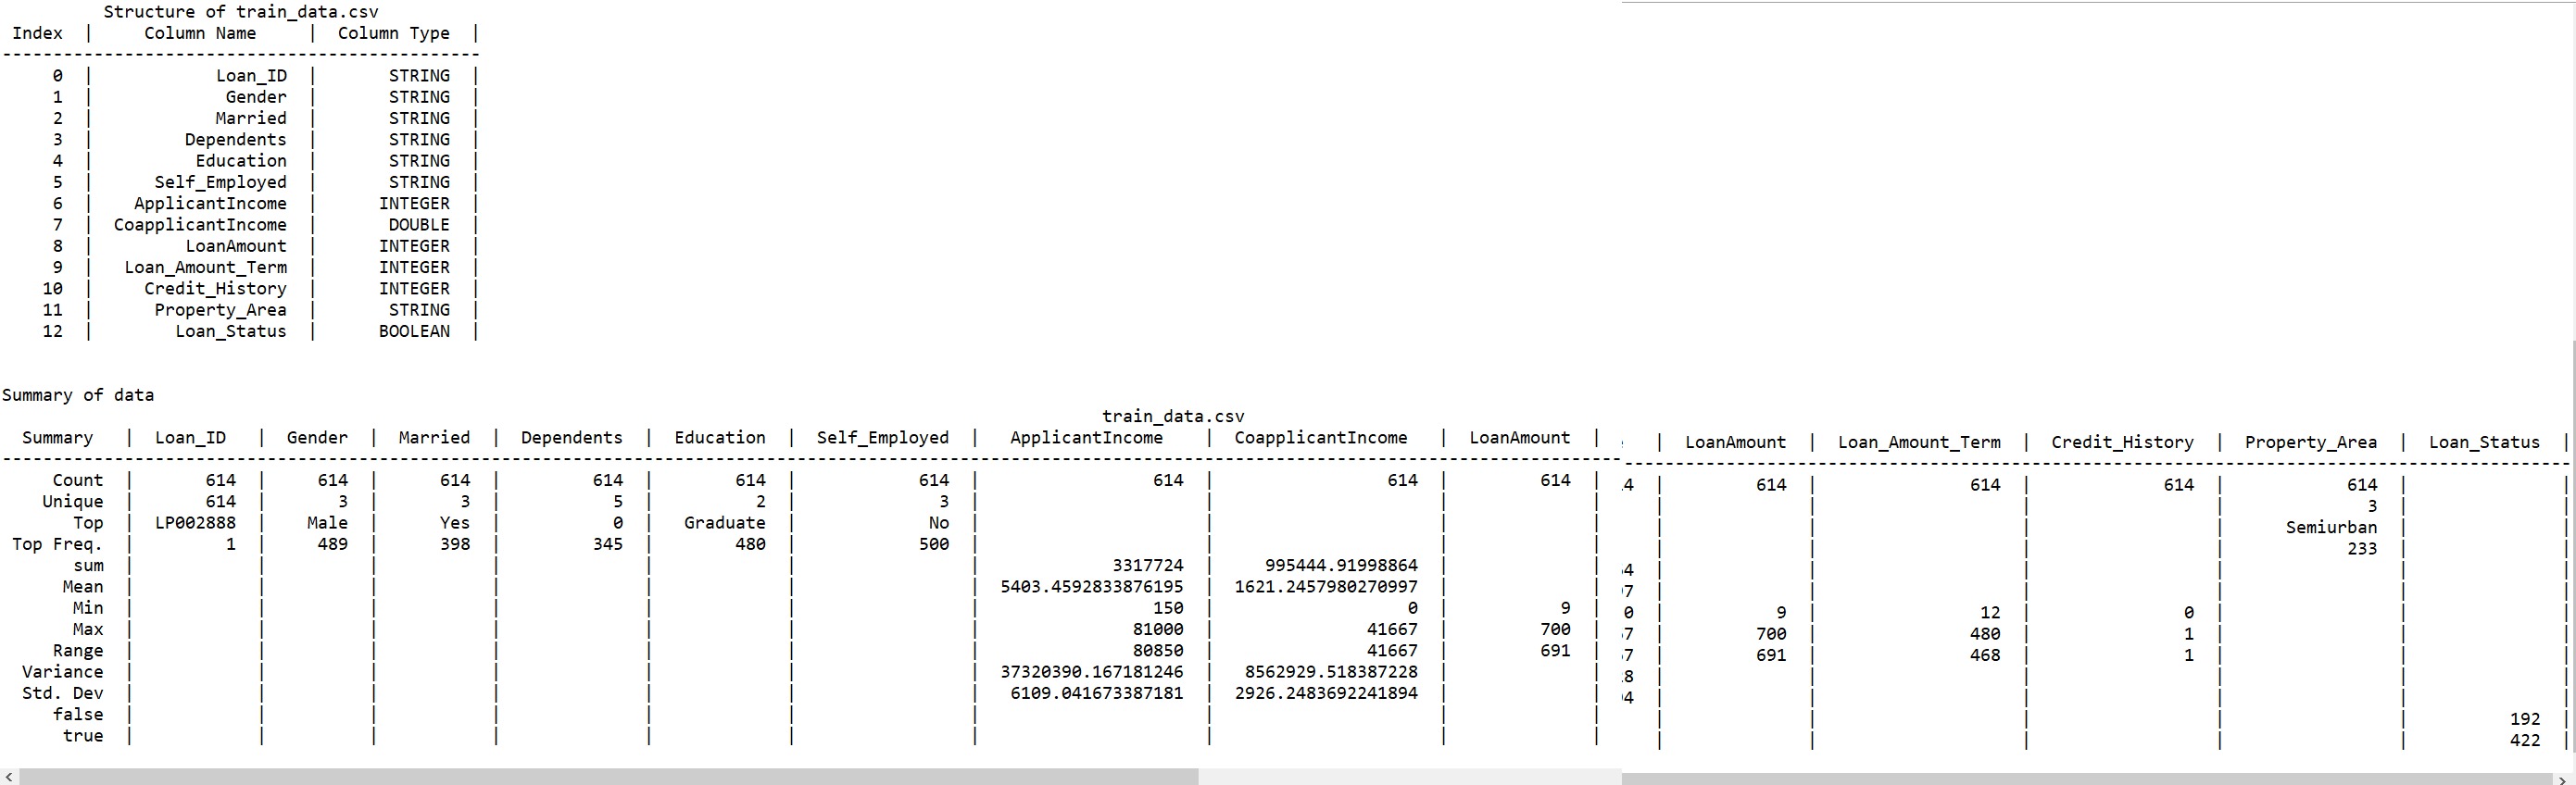 Structure of train_data.csv
Index | Column Name | Column Type |
-----------------------------------------------
0 | Loan_ID | STRING |
1 | Gender | STRING |
2 | Married | STRING |
3 | Dependents | STRING |
4 | Education | STRING |
5 | Self_Employed | STRING |
6 | ApplicantIncome | INTEGER |
7 | CoapplicantIncome | DOUBLE |
8 | LoanAmount | INTEGER |
9 | Loan_Amount_Term | INTEGER |
10 | Credit_History | INTEGER |
11 | Property_Area | STRING |
12 | Loan_Status | BOOLEAN |
Summary of data
train_data.csv
Summary | Loan_ID | Gender | Married | Dependents | Education | Self_Employed | ApplicantIncome | CoapplicantIncome | LoanAmount |
Count | 614 | 614 | 614 | 614 | 614 | 614 | 614 | 614 | 614 |
Unique | 614 | 3 | 3 | 5 | 2 | 3 | | | |
Top | LP002888 | Male | Yes | 0 | Graduate | No | | | |
Top Freq. | 1 | 489 | 398 | 345 | 480 | 500 | | | |
sum | | | | | | | 3317724 | 995444.91998864 | |
Mean | | | | | | | 5403.4592833876195 | 1621.2457980270997 | |
Min | | | | | | | 150 | 0 | 9 |
Max | | | | | | | 81000 | 41667 | 700 |
Range | | | | | | | 80850 | 41667 | 691 |
Variance | | | | | | | 37320390.167181246 | 8562929.518387228 | |
Std. Dev | | | | | | | 6109.041673387181 | 2926.2483692241894 | |
false | | | | | | | | | |
true | | | | | | | | | |
| LoanAmount | Loan_Amount_Term | Credit_History | Property_Area | Loan_Status |
4 | 614 | 614 | 614 | 614 | |
| | | | 3 | |
| | | | Semiurban | |
| | | | 233 | |
4 | | | | | |
7 | | | | | |
0 | 9 | 12 | 0 | | |
7 | 700 | 480 | 1 | | |
7 | 691 | 468 | 1 | | |
8 | | | | | |
4 | | | | | |
| | | | | 192 |
| | | | | 422 |